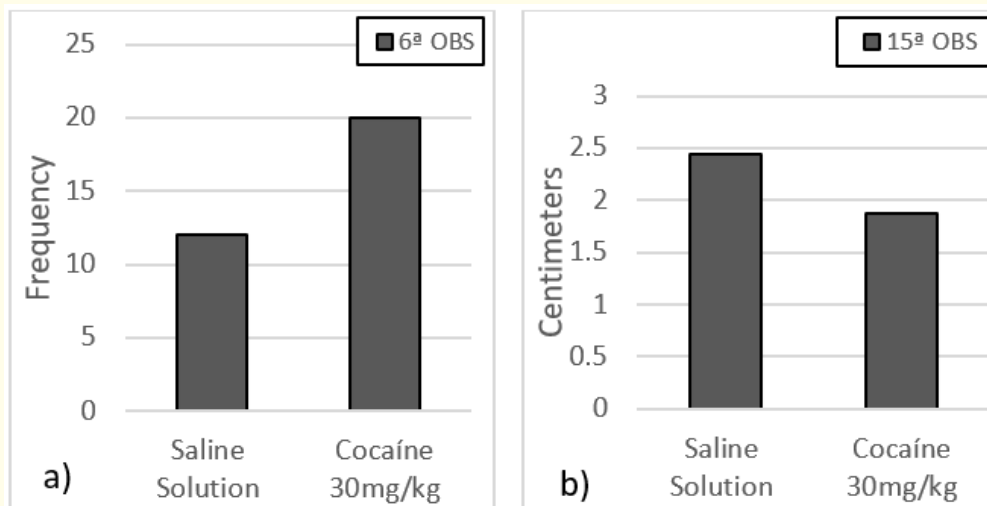 6ª OBS
25
20
15
10
5
0
Frequency
Saline
Solution
Cocaíne
30mg/kg
a)
15ª OBS
3
2.5
2
1.5
1
0.5
0
Centimeters
Saline
Solution
Cocaíne
30mg/kg
b)